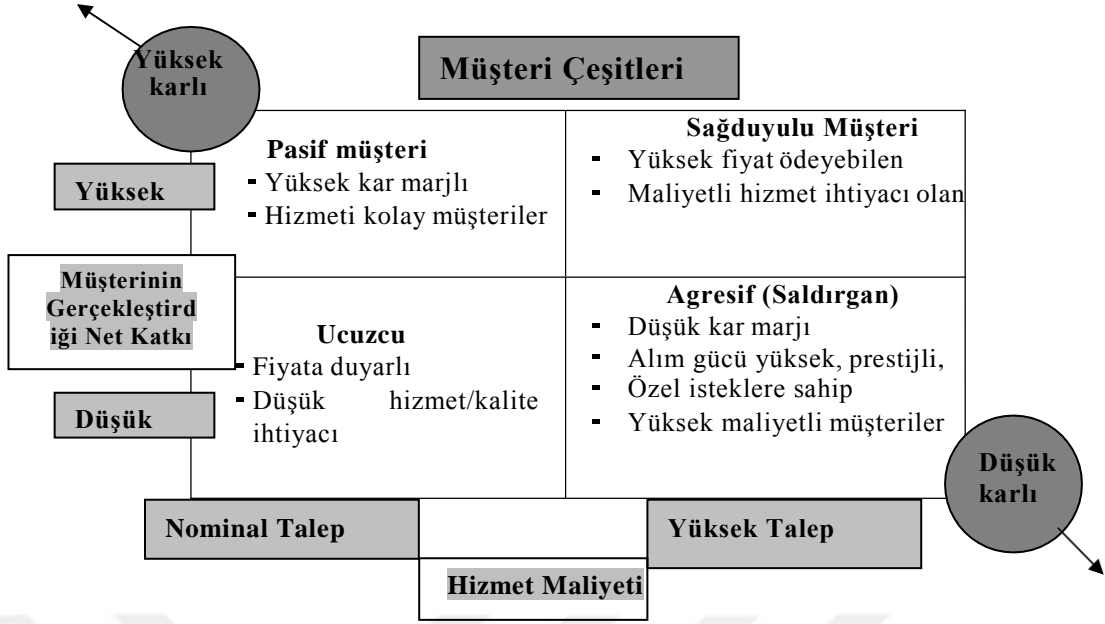 Yüksek
karlı
Müşteri Çeşitleri
Pasif müşteri
- Yüksek kar marjlı
- Hizmeti kolay müşteriler
Sağduyulu Müşteri
- Yüksek fiyat ödeyebilen
- Maliyetli hizmet ihtiyacı olan
Yüksek
Müşterinin
Gerçekleştird
iği Net Katkı
Düşük
Ucuzcu
- Fiyata duyarlı
- Düşük hizmet/kalite
ihtiyacı
Agresif (Saldırgan)
- Düşük kar marjı
- Alım gücü yüksek, prestijli,
- Özel isteklere sahip
- Yüksek maliyetli müşteriler
Düşük
karlı
Nominal Talep
Yüksek Talep
Hizmet Maliyeti